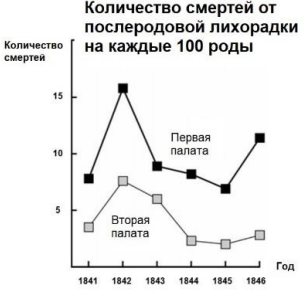 Количество смертей от
послеродовой лихорадки
на каждые 100 роды
Количество
смертей
15
10
5
Первая
палата
Вторая
палата
1841 1842 1843 1844 1845 1846
Год